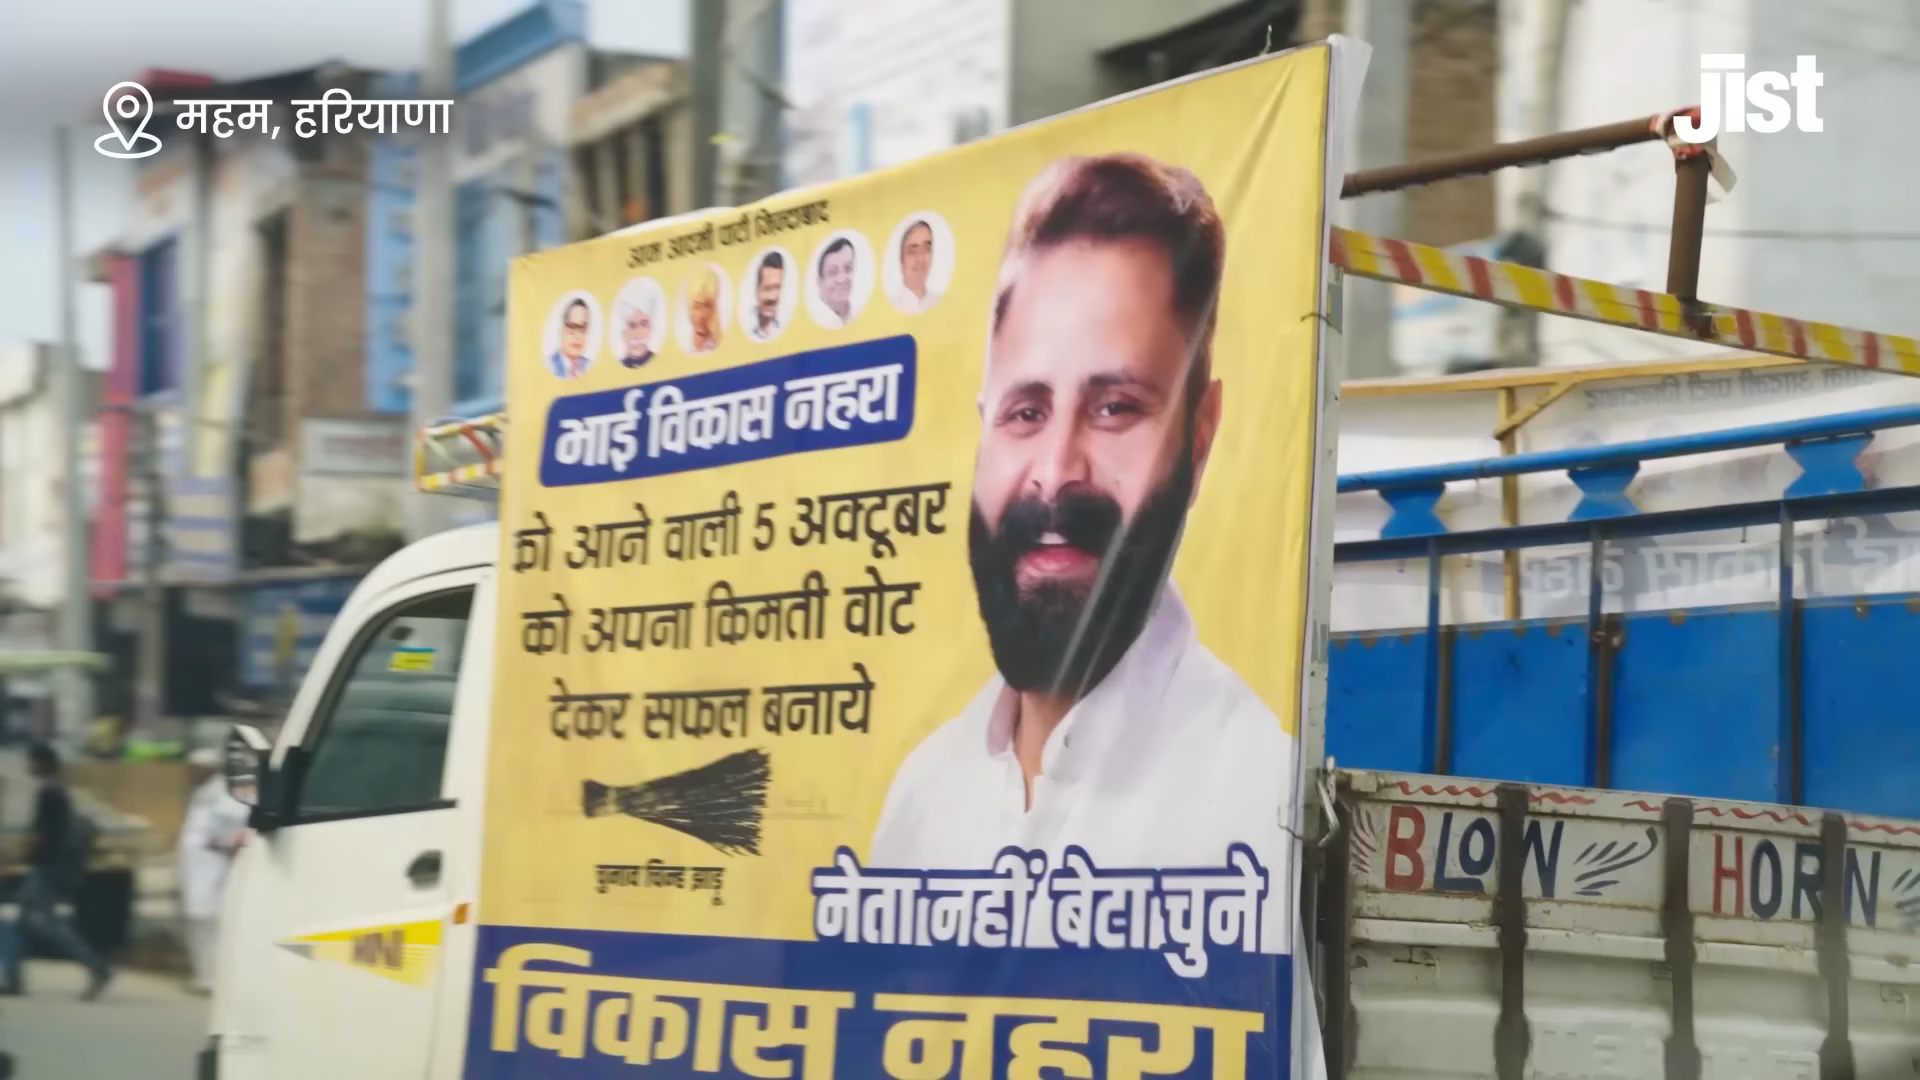 महम, हरियाणा
jist
आम आदमी पार्टी जिन्दाबाद
भाई विकास नहरा
को आने वाली 5 अक्टूबर
को अपना किमती वोट
देकर सफल बनाये
चुनाव चिन्ह झाड़ू
नेता नहीं बेटा चुने
विकास नहरा
BLOW HORN